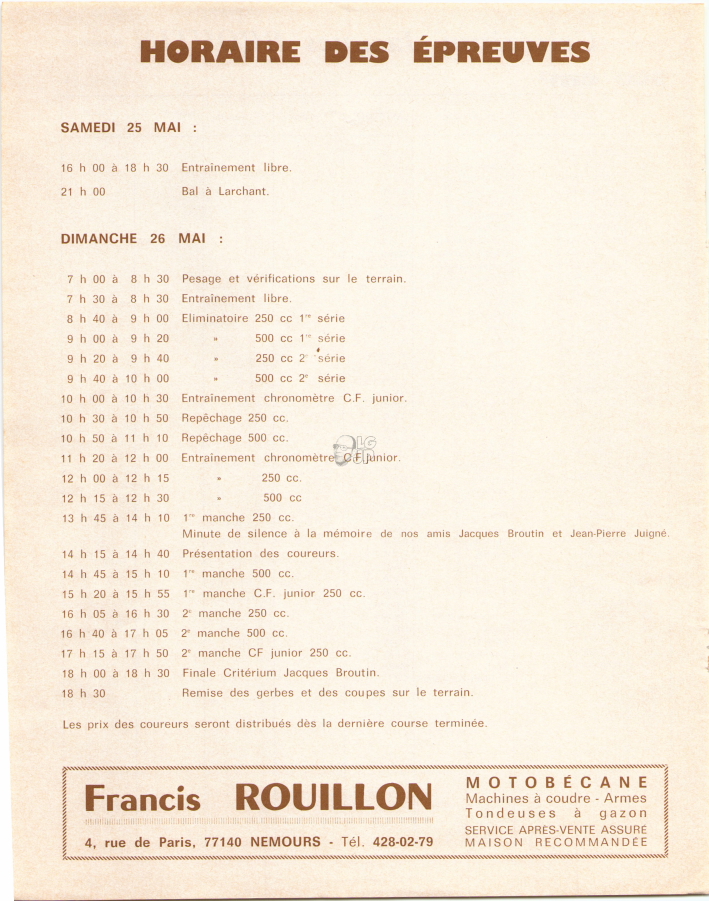 HORAIRE DES ÉPREUVES
SAMEDI 25 MAI :
16 h 00 à 18 h 30 Entraînement libre.
21 h 00 Bal à Larchant.
DIMANCHE 26 MAI :
7 h 00 à 8 h 30 Pesage et vérifications sur le terrain.
7 h 30 à 8 h 30 Entraînement libre.
8 h 40 à 9 h 00 Eliminatoire 250 cc 1re série
9 h 00 à 9 h 20 » 500 cc 1re série
9 h 20 à 9 h 40 » 250 cc 2e série
9 h 40 à 10 h 00 » 500 cc 2e série
10 h 00 à 10 h 30 Entraînement chronomètre C.F. junior.
10 h 30 à 10 h 50 Repêchage 250 cc.
10 h 50 à 11 h 10 Repêchage 500 cc.
11 h 20 à 12 h 00 Entraînement chronomètre C.F. junior.
12 h 00 à 12 h 15 » 250 cc.
12 h 15 à 12 h 30 » 500 cc
13 h 45 à 14 h 10 1re manche 250 cc.
Minute de silence à la mémoire de nos amis Jacques Broutin et Jean-Pierre Juigné.
14 h 15 à 14 h 40 Présentation des coureurs.
14 h 45 à 15 h 10 1re manche 500 cc.
15 h 20 à 15 h 55 1re manche C.F. junior 250 cc.
16 h 05 à 16 h 30 2e manche 250 cc.
16 h 40 à 17 h 05 2e manche 500 cc.
17 h 15 à 17 h 50 2e manche CF junior 250 cc.
18 h 00 à 18 h 30 Finale Critérium Jacques Broutin.
18 h 30 Remise des gerbes et des coupes sur le terrain.
Les prix des coureurs seront distribués dès la dernière course terminée.
Francis ROUILLON
4, rue de Paris, 77140 NEMOURS - Tél. 428-02-79
MOTOBÉCANE
Machines à coudre - Armes
Tondeuses à gazon
SERVICE APRÈS-VENTE ASSURÉ
MAISON RECOMMANDÉE